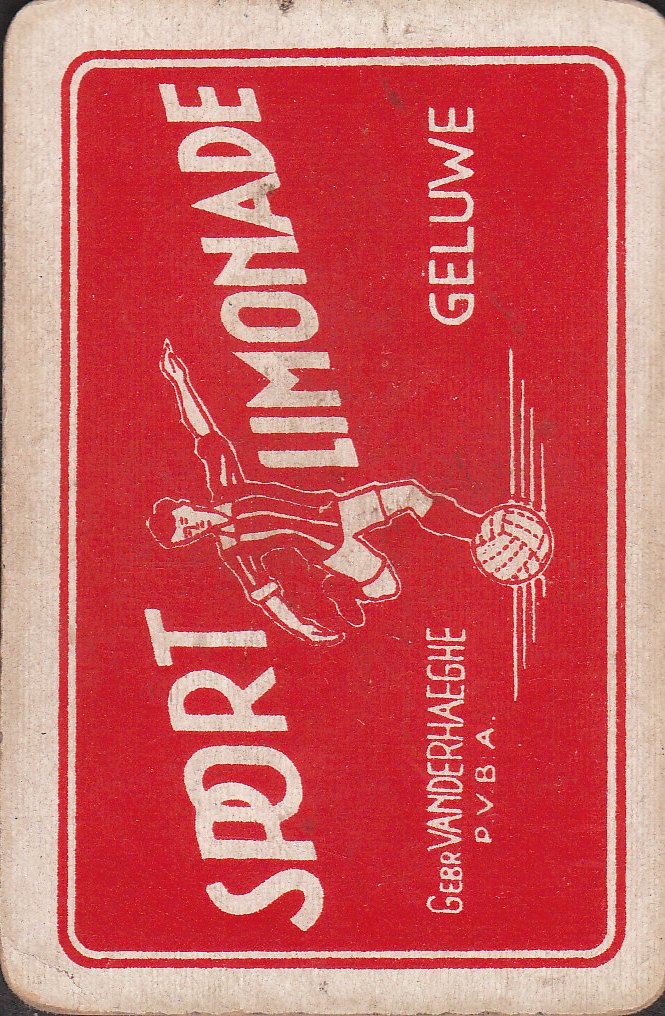 SPORT LIMONADE
GEBR VANDERHAEGHE
P.V.B.A.
GELUWE